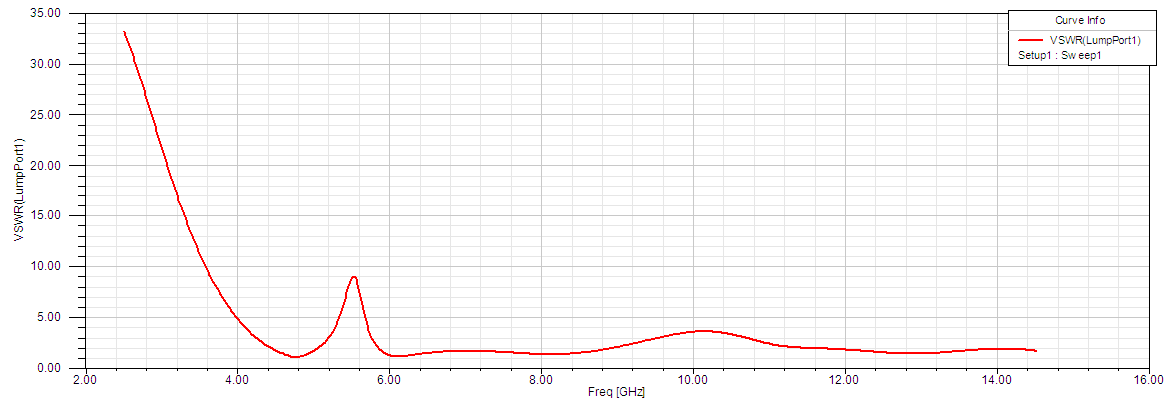 35.00
30.00
25.00
20.00
15.00
10.00
5.00
0.00
VSWR(LumpPort1)
2.00 4.00 6.00 8.00 10.00 12.00 14.00 16.00
Freq [GHz]
Curve Info
VSWR(LumpPort1)
Setup1 : Sweep1